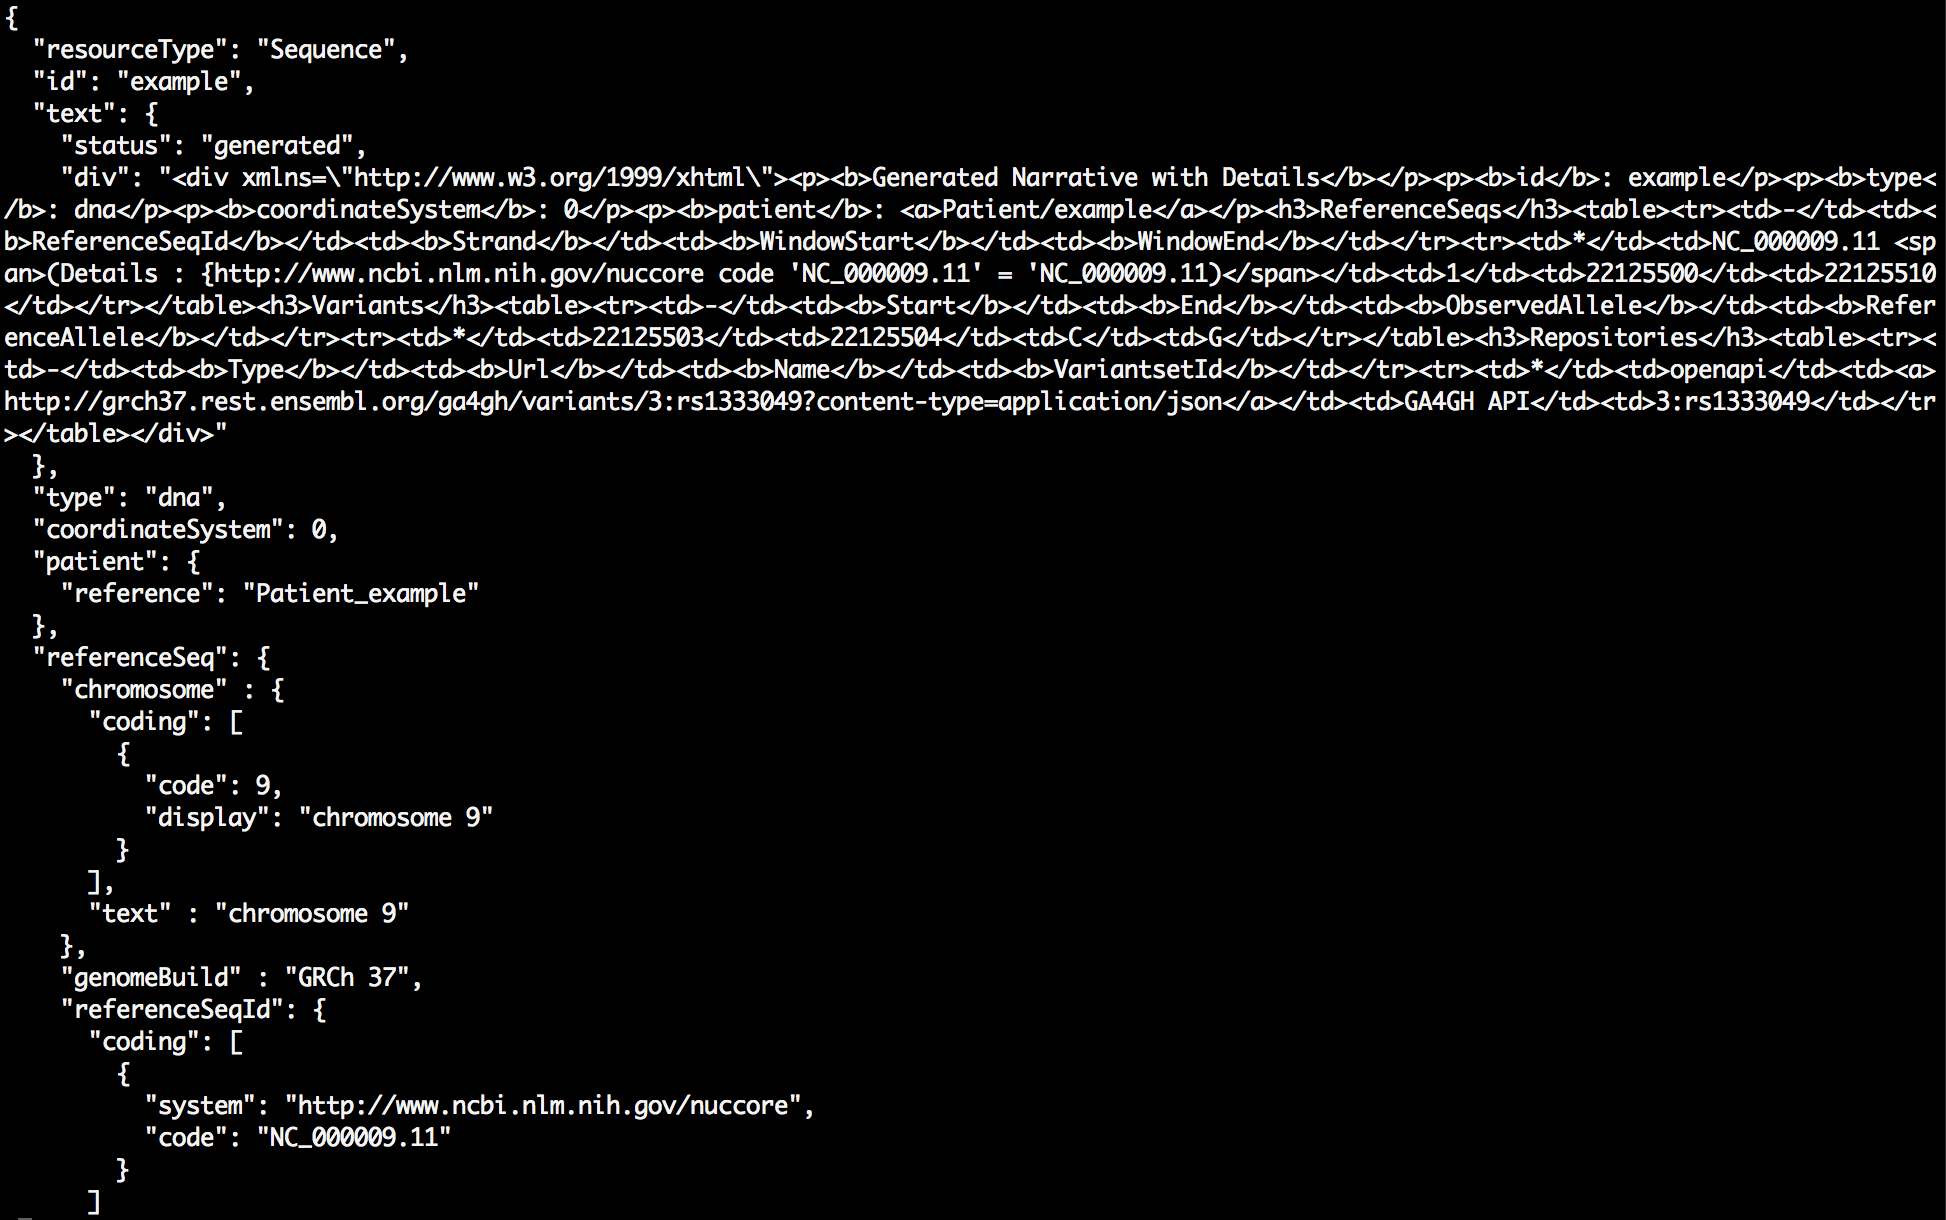 {
  "resourceType": "Sequence",
  "id": "example",
  "text": {
    "status": "generated",
    "div": "<div xmlns=\"http://www.w3.org/1999/xhtml\"><p><b>Generated Narrative with Details</b></p><p><b>id</b>: example</p><p><b>type<
/b>: dna</p><p><b>coordinateSystem</b>: 0</p><p><b>patient</b>: <a>Patient/example</a></p><h3>ReferenceSeqs</h3><table><tr><td>-</td><td><
b>ReferenceSeqId</b></td><td><b>Strand</b></td><td><b>WindowStart</b></td><td><b>WindowEnd</b></td></tr><tr><td>*</td><td>NC_000009.11 <sp
an>(Details : {http://www.ncbi.nlm.nih.gov/nuccore code 'NC_000009.11' = 'NC_000009.11)</span></td><td>1</td><td>22125500</td><td>22125510
</td></tr></table><h3>Variants</h3><table><tr><td>-</td><td><b>Start</b></td><td><b>End</b></td><td><b>ObservedAllele</b></td><td><b>Refer
enceAllele</b></td></tr><tr><td>*</td><td>22125503</td><td>22125504</td><td>C</td><td>G</td></tr></table><h3>Repositories</h3><table><tr><
td>-</td><td><b>Type</b></td><td><b>Url</b></td><td><b>Name</b></td><td><b>VariantsetId</b></td></tr><tr><td>*</td><td>openapi</td><td><a>
http://grch37.rest.ensembl.org/ga4gh/variants/3:rs1333049?content-type=application/json</a></td><td>GA4GH API</td><td>3:rs1333049</td></tr
></table></div>"
  },
  "type": "dna",
  "coordinateSystem": 0,
  "patient": {
    "reference": "Patient_example"
  },
  "referenceSeq": {
    "chromosome" : {
      "coding": [
        {
          "code": 9,
          "display": "chromosome 9"
        }
      ],
      "text" : "chromosome 9"
    },
    "genomeBuild" : "GRCh 37",
    "referenceSeqId": {
      "coding": [
        {
          "system": "http://www.ncbi.nlm.nih.gov/nuccore",
          "code": "NC_000009.11"
        }
      ]